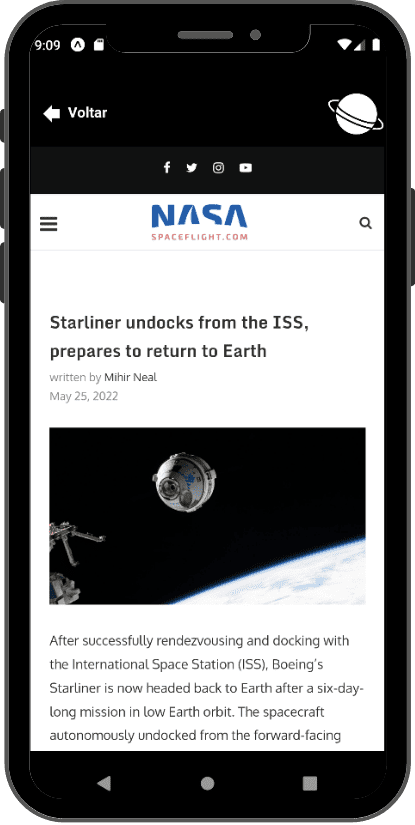 9:09
Voltar
NASA
SPACEFLIGHT.COM
Starliner undocks from the ISS,
prepares to return to Earth
written by Mihir Neal
May 25, 2022
After successfully rendezvousing and docking with
the International Space Station (ISS), Boeing’s
Starliner is now headed back to Earth after a six-day-
long mission in low Earth orbit. The spacecraft
autonomously undocked from the forward-facing